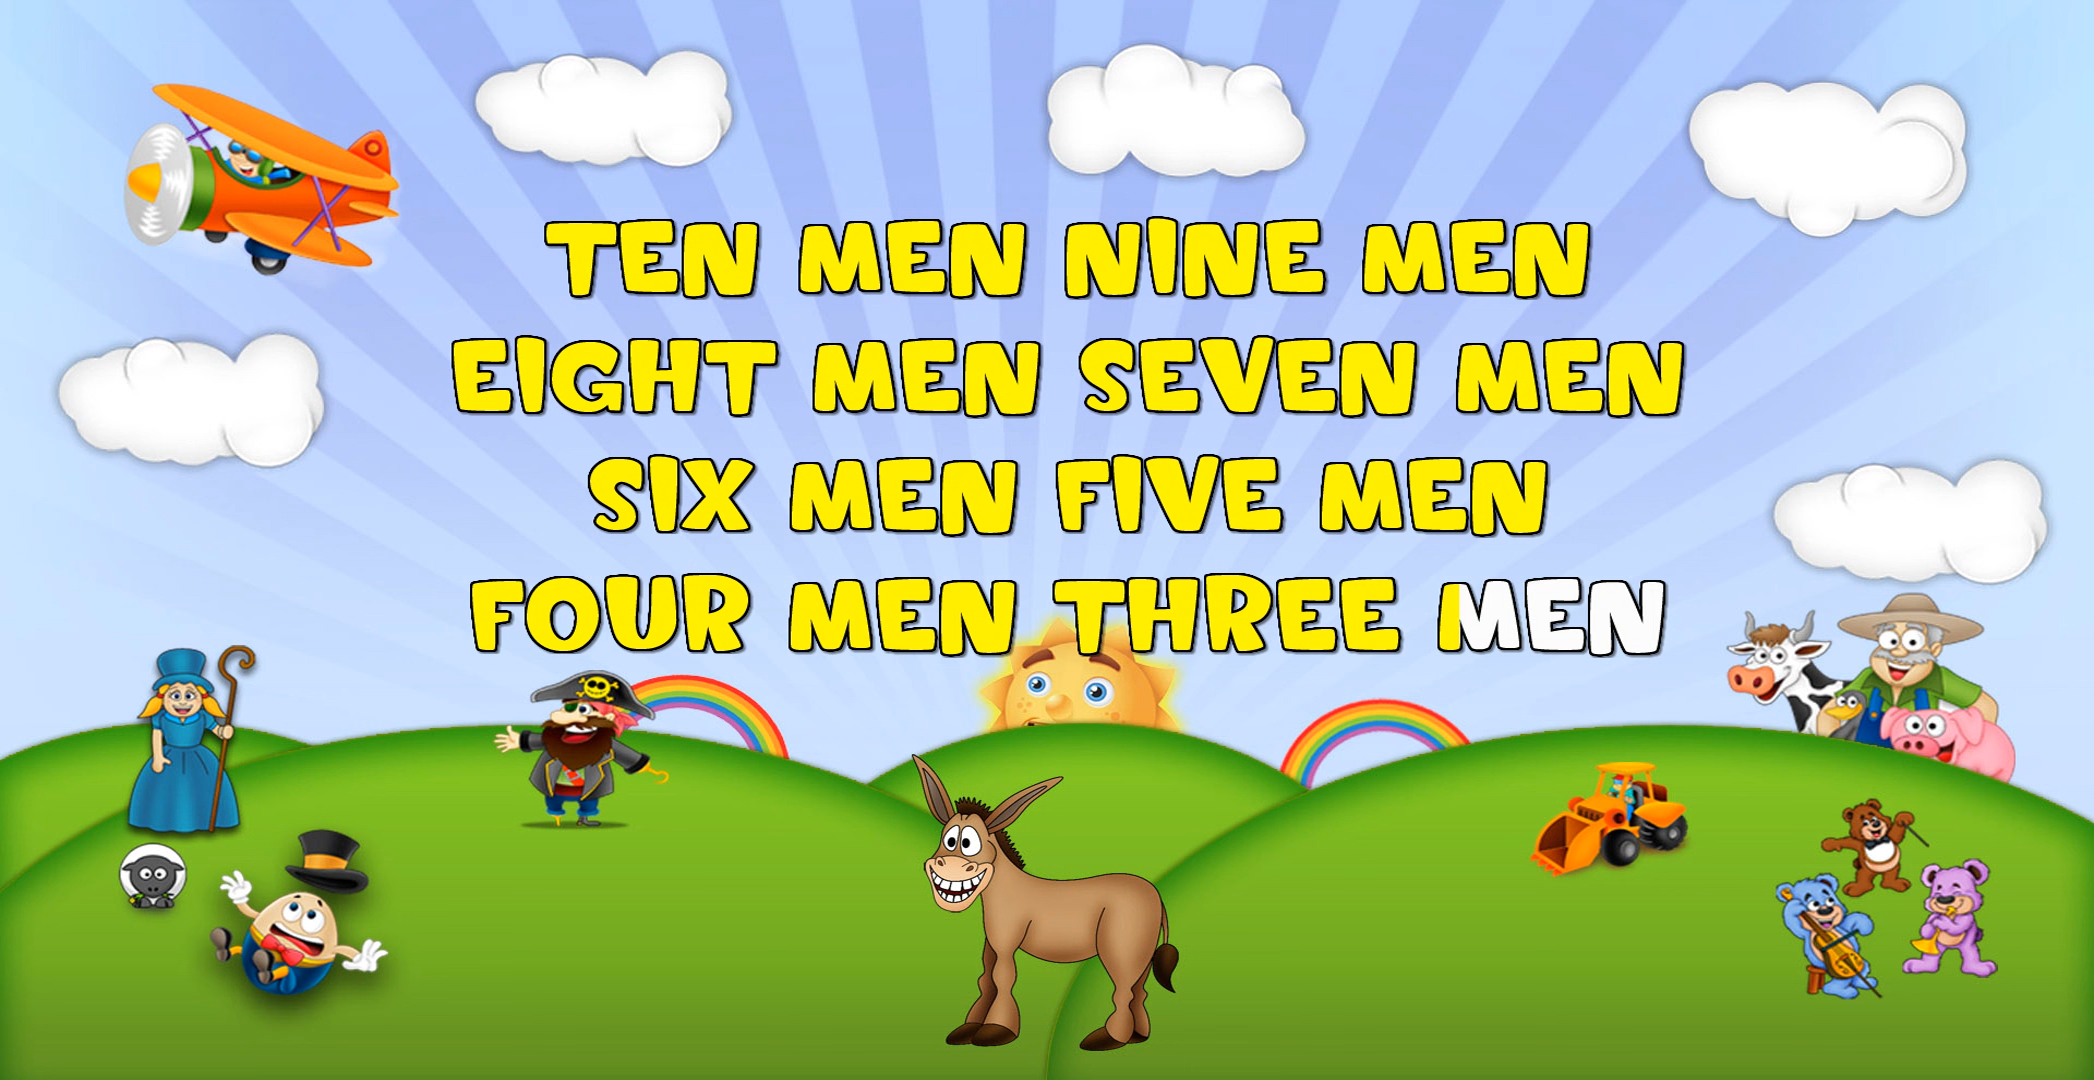 TEN MEN NINE MEN
EIGHT MEN SEVEN MEN
SIX MEN FIVE MEN
FOUR MEN THREE MEN